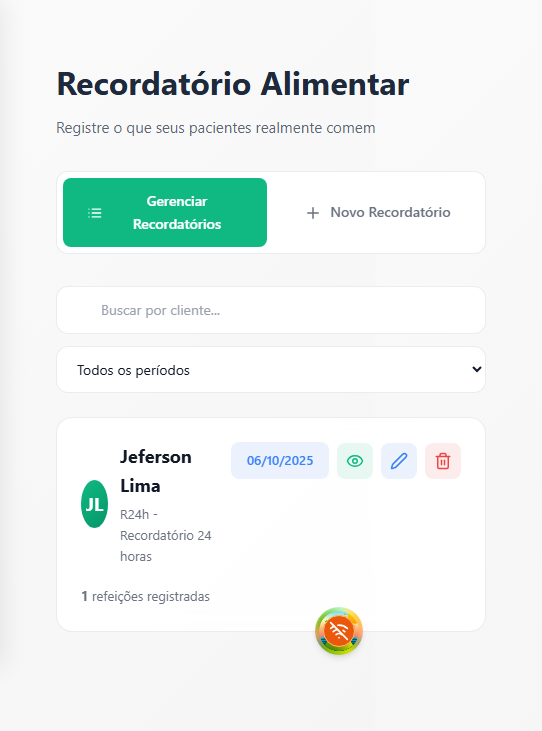 Recordatório Alimentar
Registre o que seus pacientes realmente comem
Gerenciar
Recordatórios
Novo Recordatório
Buscar por cliente...
Todos os períodos
JL
Jeferson
Lima
R24h -
Recordatório 24
horas
06/10/2025
1 refeições registradas